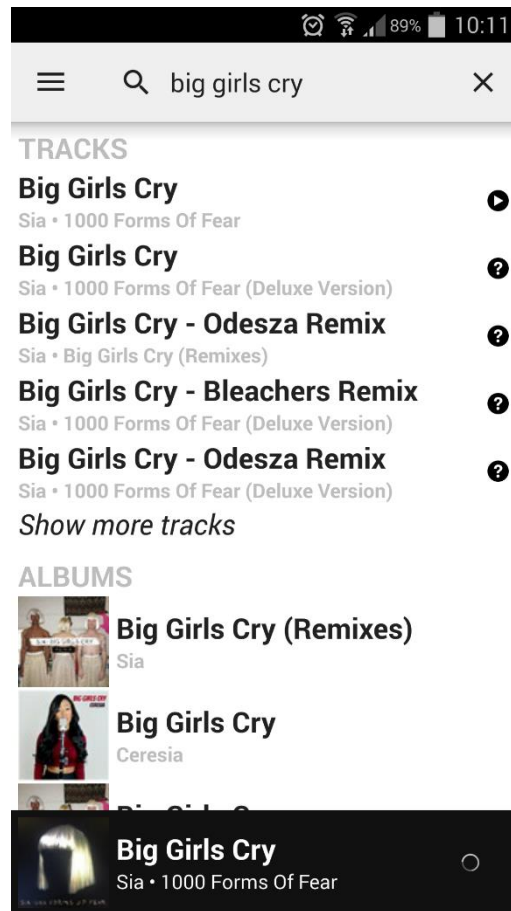 89% 10:11
big girls cry
TRACKS
Big Girls Cry
Sia • 1000 Forms Of Fear
Big Girls Cry
Sia • 1000 Forms Of Fear (Deluxe Version)
Big Girls Cry - Odesza Remix
Sia • Big Girls Cry (Remixes)
Big Girls Cry - Bleachers Remix
Sia • 1000 Forms Of Fear (Deluxe Version)
Big Girls Cry - Odesza Remix
Sia • 1000 Forms Of Fear (Deluxe Version)
Show more tracks
ALBUMS
Big Girls Cry (Remixes)
Sia
BIG GIRLS CRY
CERESIA
Big Girls Cry
Ceresia
Big Girls Cry
Sia • 1000 Forms Of Fear